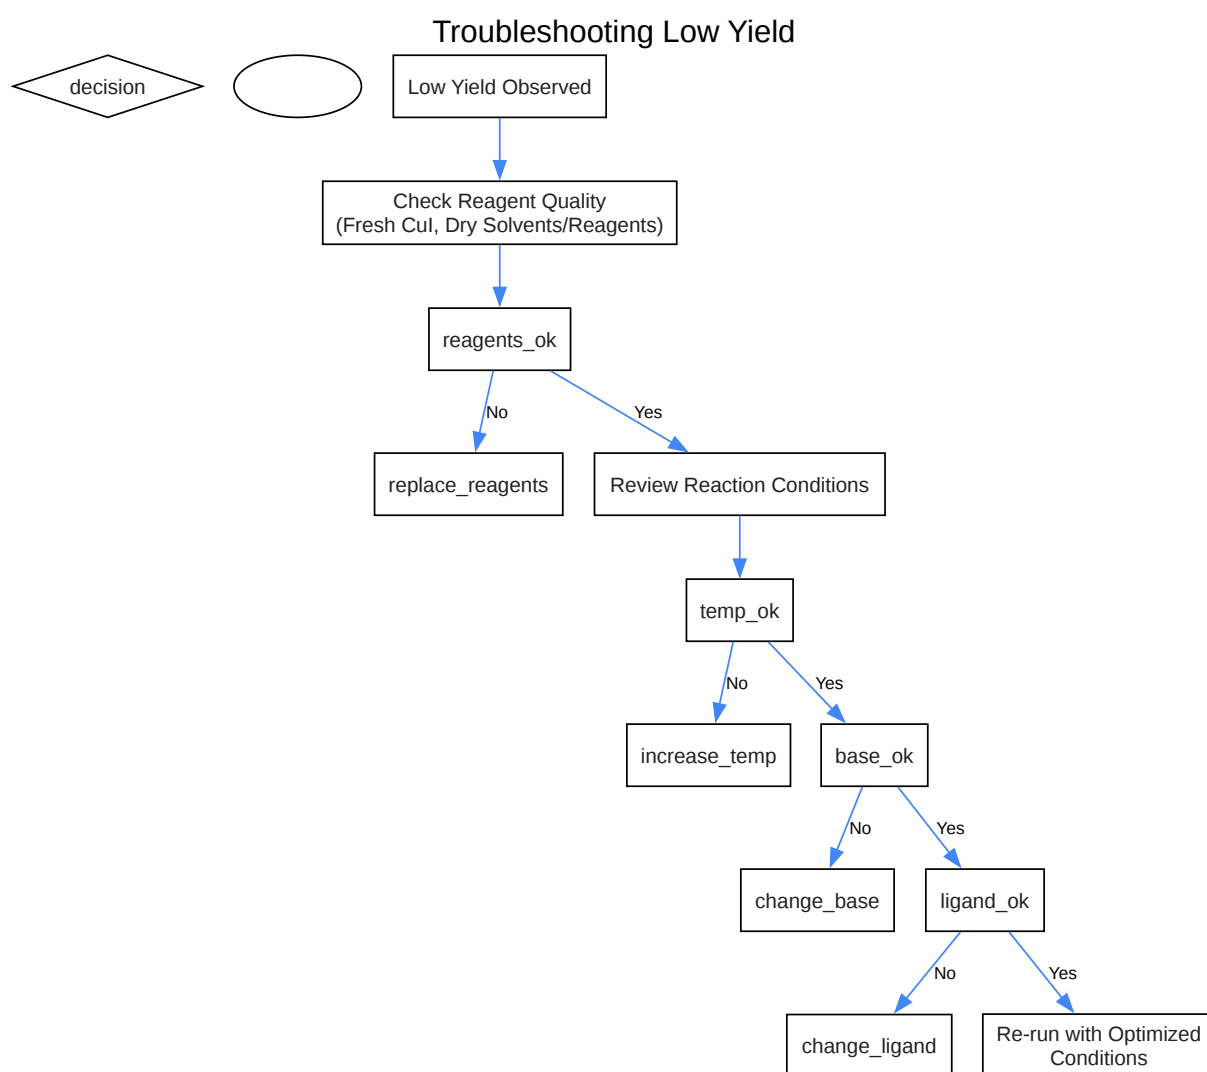 Troubleshooting Low Yield
decision
Low Yield Observed
Check Reagent Quality
(Fresh CuI, Dry Solvents/Reagents)
reagents_ok
No
Yes
replace_reagents
Review Reaction Conditions
temp_ok
No
Yes
increase_temp
base_ok
No
Yes
change_base
ligand_ok
No
Yes
change_ligand
Re-run with Optimized
Conditions